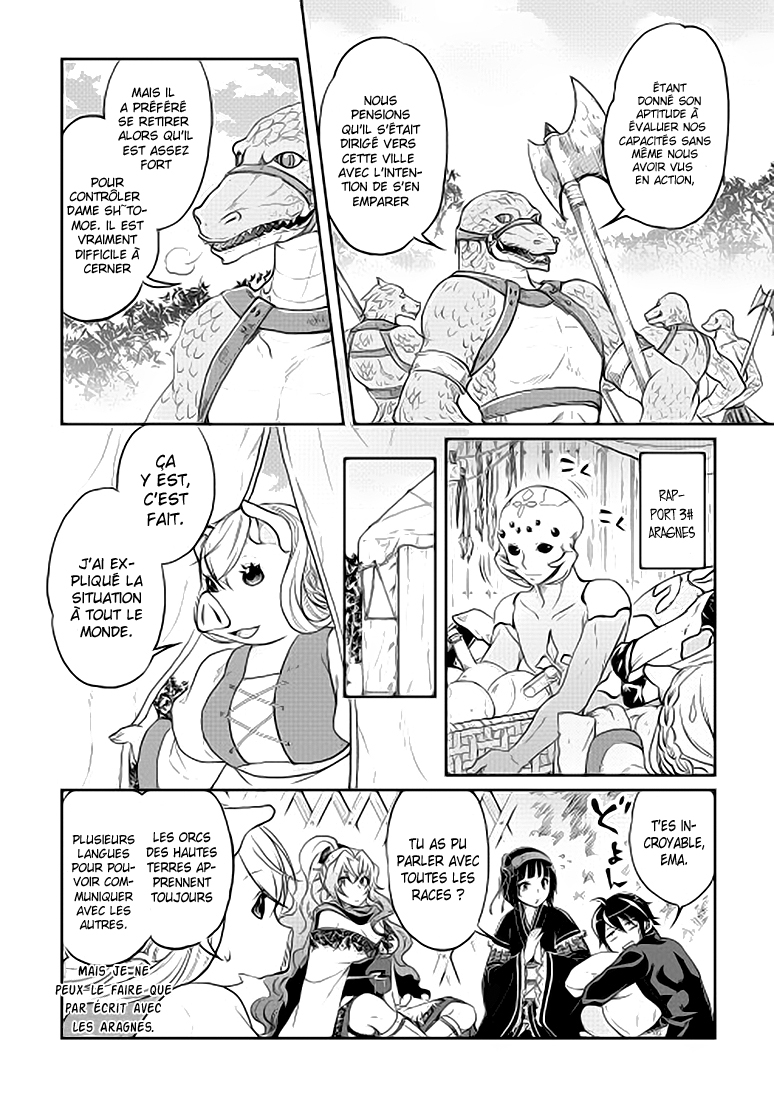 ÉTANT
DONNÉ SON
APTITUDE À
ÉVALUER NOS
CAPACITÉS SANS
MÊME NOUS
AVOIR VUS
EN ACTION,
NOUS
PENSIONS
QU'IL S'ÉTAIT
DIRIGÉ VERS
CETTE VILLE
AVEC L'INTEN-
TION DE S'EN
EMPARER
MAIS IL
A PRÉFÉRÉ
SE RETIRER
ALORS QU'IL
EST ASSEZ
FORT
POUR
CONTRÔLER
DAME SH~TO-
MOE. IL EST
VRAIMENT
DIFFICILE À
CERNER
RAP-
PORT 3#
ARAGNES
ÇA
Y EST,
C'EST
FAIT.
J'AI EX-
PLIQUÉ LA
SITUATION
À TOUT LE
MONDE.
T'ES IN-
CROYABLE,
EMA.
どよん
TU AS PU
PARLER AVEC
TOUTES LES
RACES ?
LES ORCS
DES HAUTES
TERRES AP-
PRENNENT
TOUJOURS
PLUSIEURS
LANGUES
POUR POU-
VOIR COM-
MUNIQUER
AVEC LES
AUTRES.
MAIS JE NE
PEUX LE FAIRE QUE
PAR ÉCRIT AVEC
LES ARAGNES.